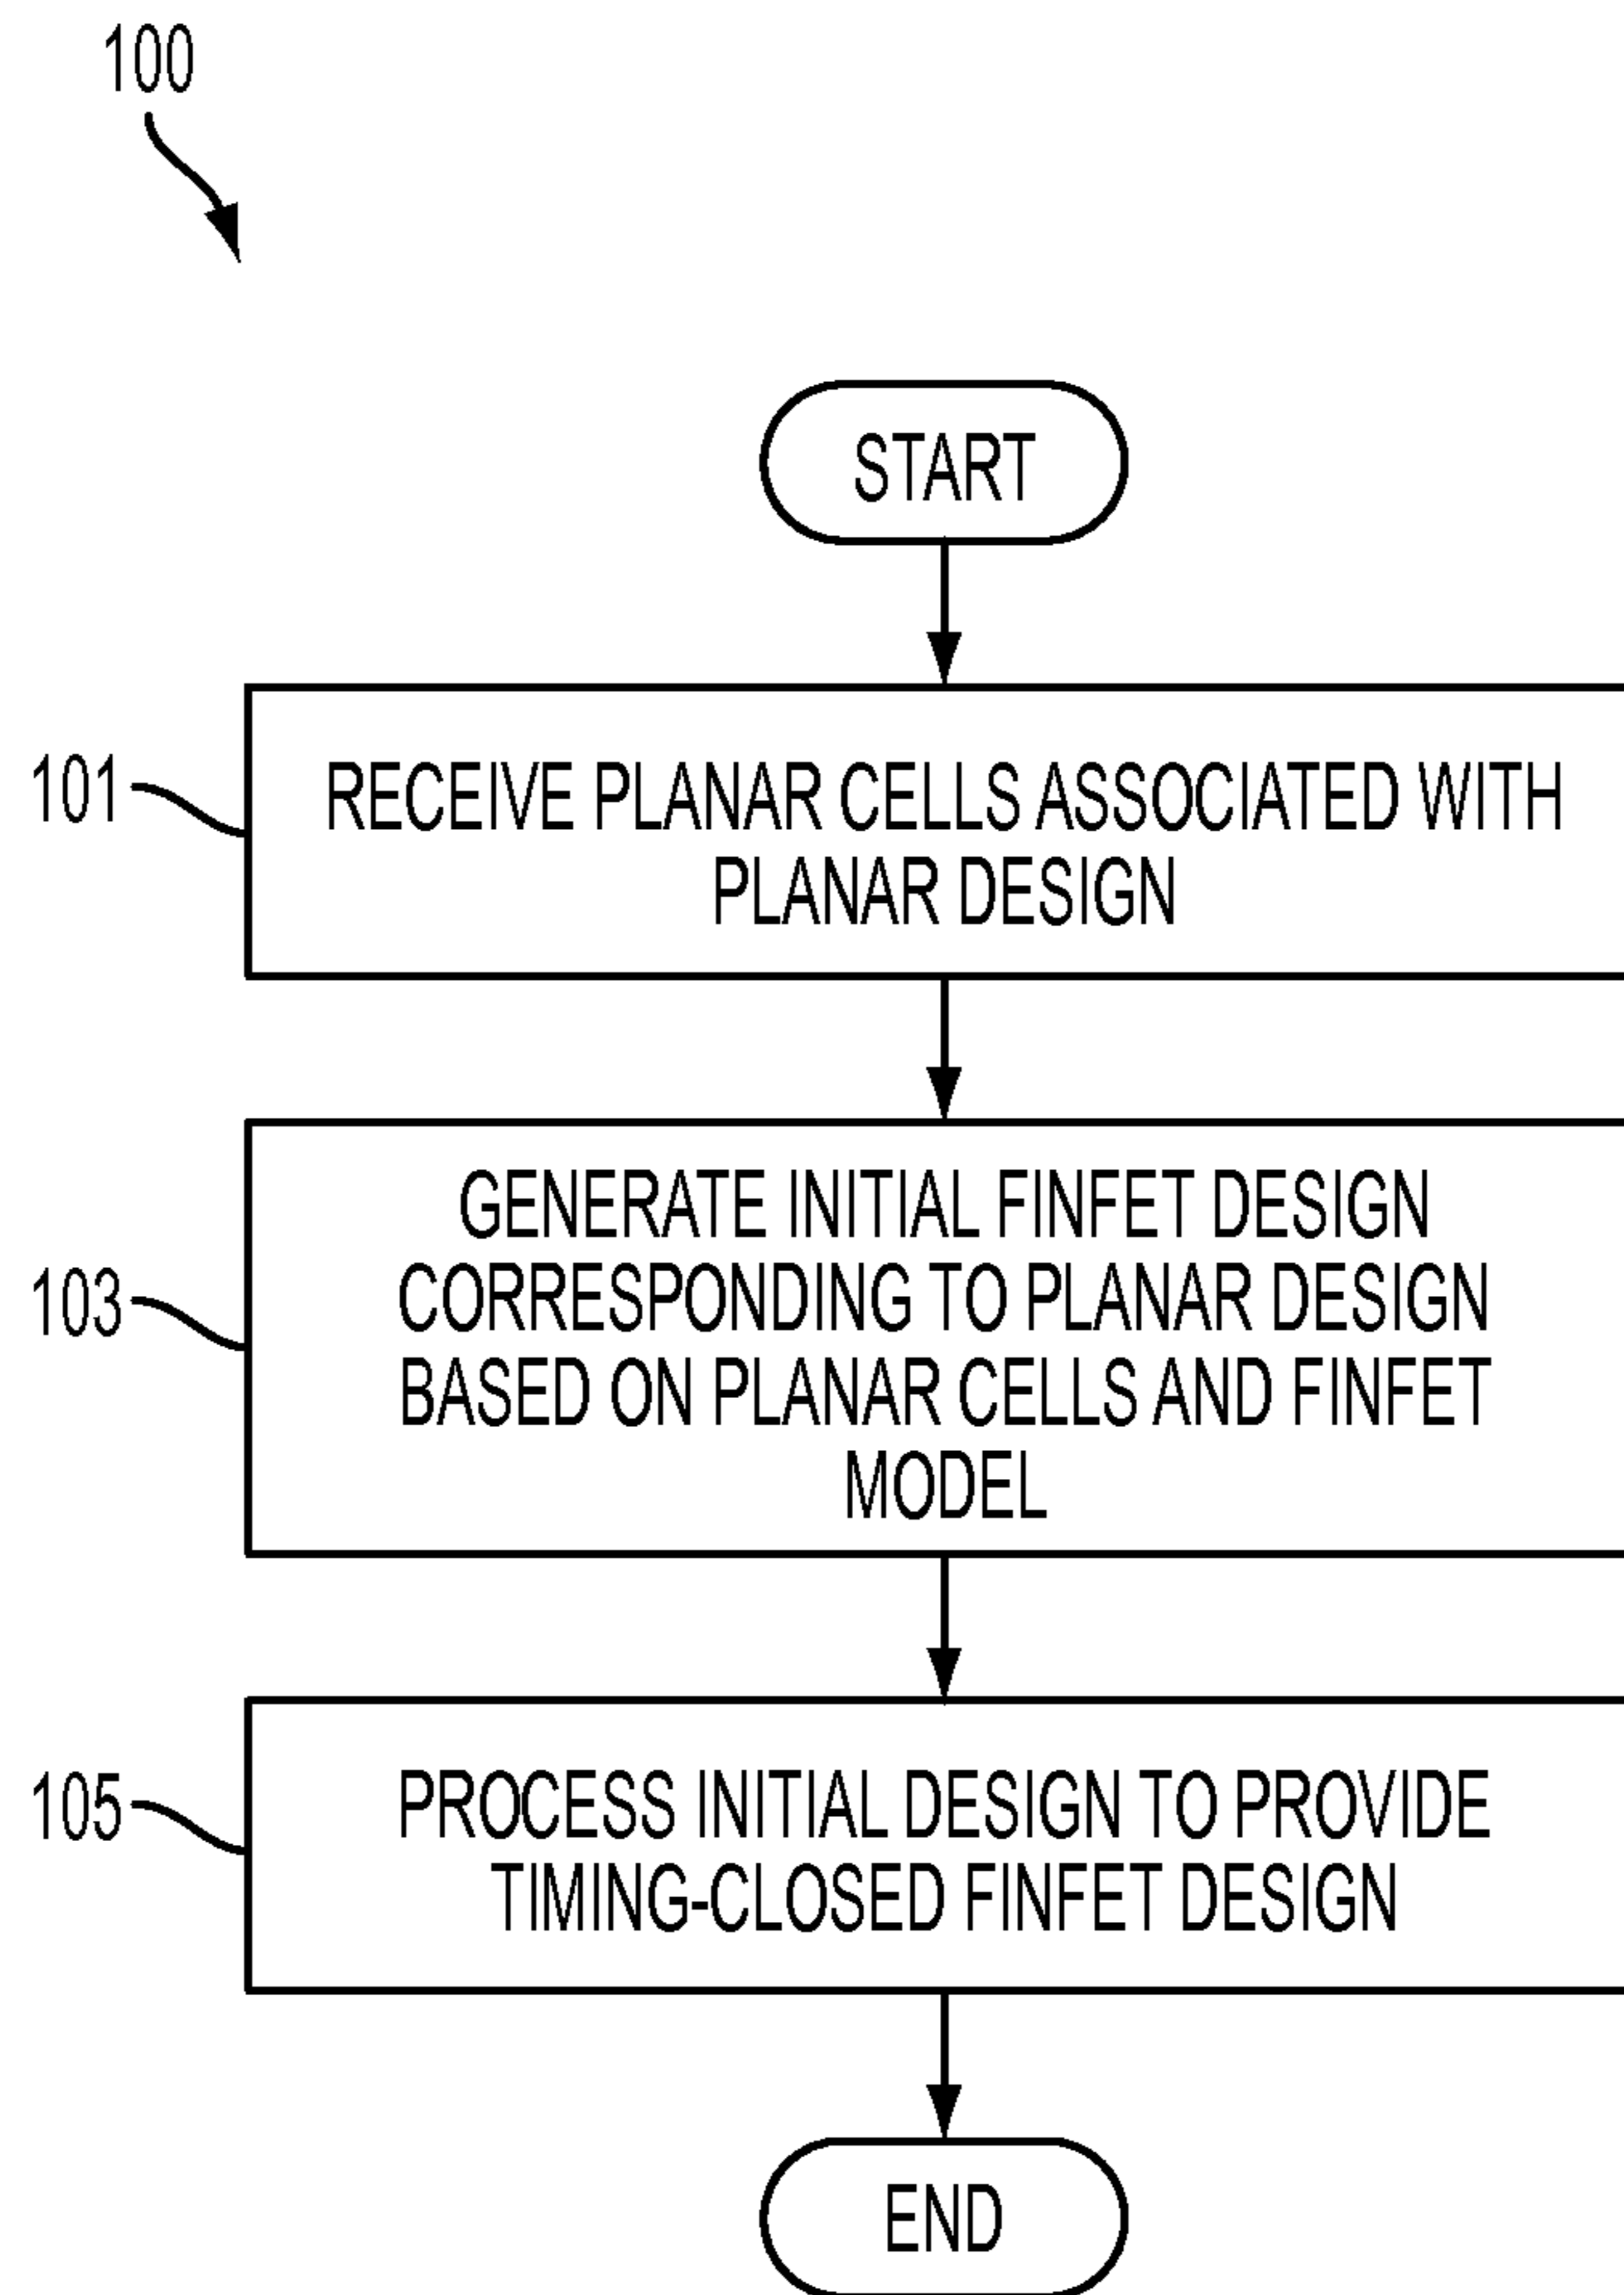 100
START
101
RECEIVE PLANAR CELLS ASSOCIATED WITH
PLANAR DESIGN
103
GENERATE INITIAL FINFET DESIGN
CORRESPONDING TO PLANAR DESIGN
BASED ON PLANAR CELLS AND FINFET
MODEL
105
PROCESS INITIAL DESIGN TO PROVIDE
TIMING-CLOSED FINFET DESIGN
END